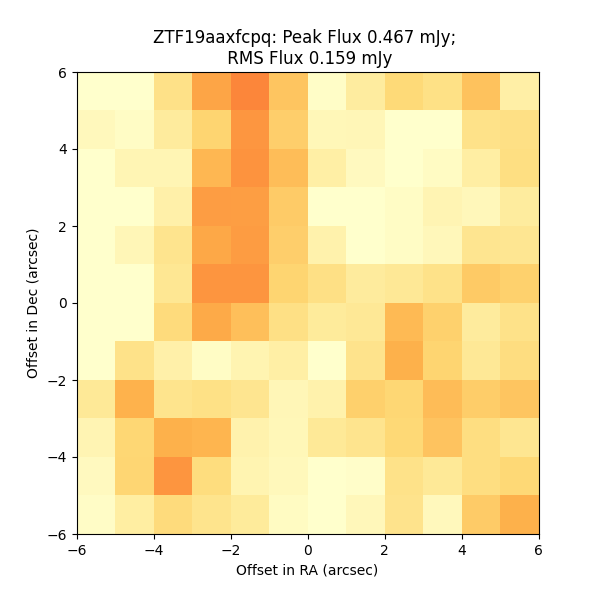 ZTF19aaxfcpq: Peak Flux 0.467 mJy;
RMS Flux 0.159 mJy
6
4
2
0
−2
−4
−6
Offset in Dec (arcsec)
−6 −4 −2 0 2 4 6
Offset in RA (arcsec)